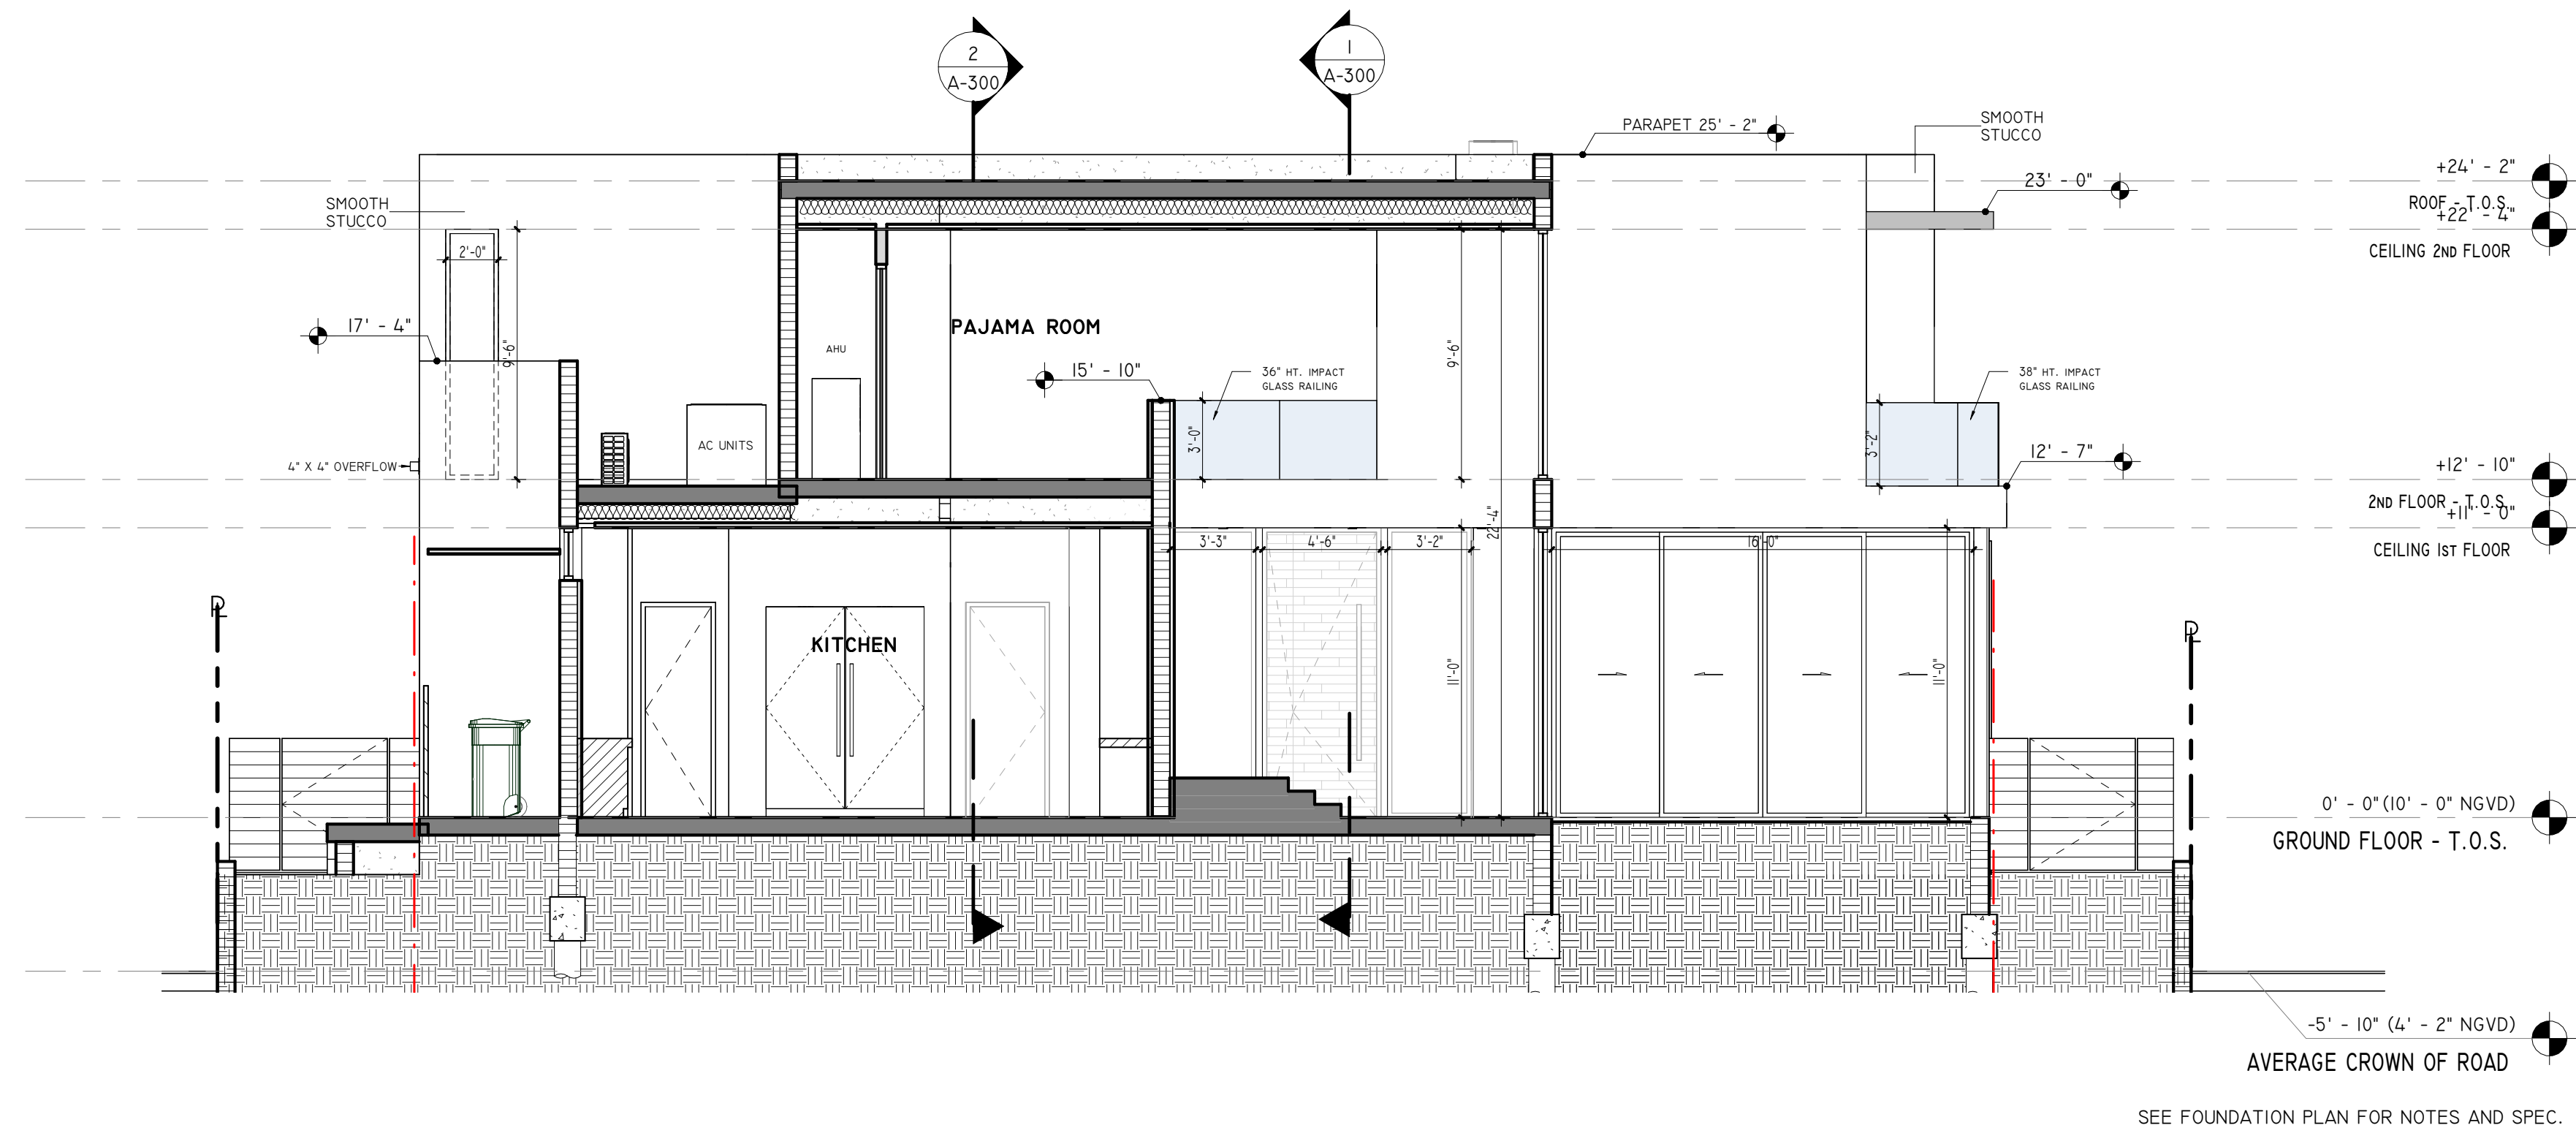 2
A-300
1
A-300
PARAPET 25' - 2"
SMOOTH
STUCCO
+24' - 2"
ROOF - T.O.S.
23' - 0"
+22' - 4"
CEILING 2ND FLOOR
SMOOTH
STUCCO
2'-0"
9'-6"
17' - 4"
PAJAMA ROOM
AHU
15' - 10"
36" HT. IMPACT
GLASS RAILING
9'-6"
38" HT. IMPACT
GLASS RAILING
AC UNITS
3'-0"
3'-2"
12' - 7"
4" X 4" OVERFLOW
+12' - 10"
2ND FLOOR - T.O.S.
+11' - 0"
CEILING 1ST FLOOR
22'-4"
3'-3"
4'-6"
3'-2"
16'-0"
PL
PL
KITCHEN
11'-0"
11'-0"
0' - 0"(10' - 0" NGVD)
GROUND FLOOR - T.O.S.
-5' - 10" (4' - 2" NGVD)
AVERAGE CROWN OF ROAD
SEE FOUNDATION PLAN FOR NOTES AND SPEC.